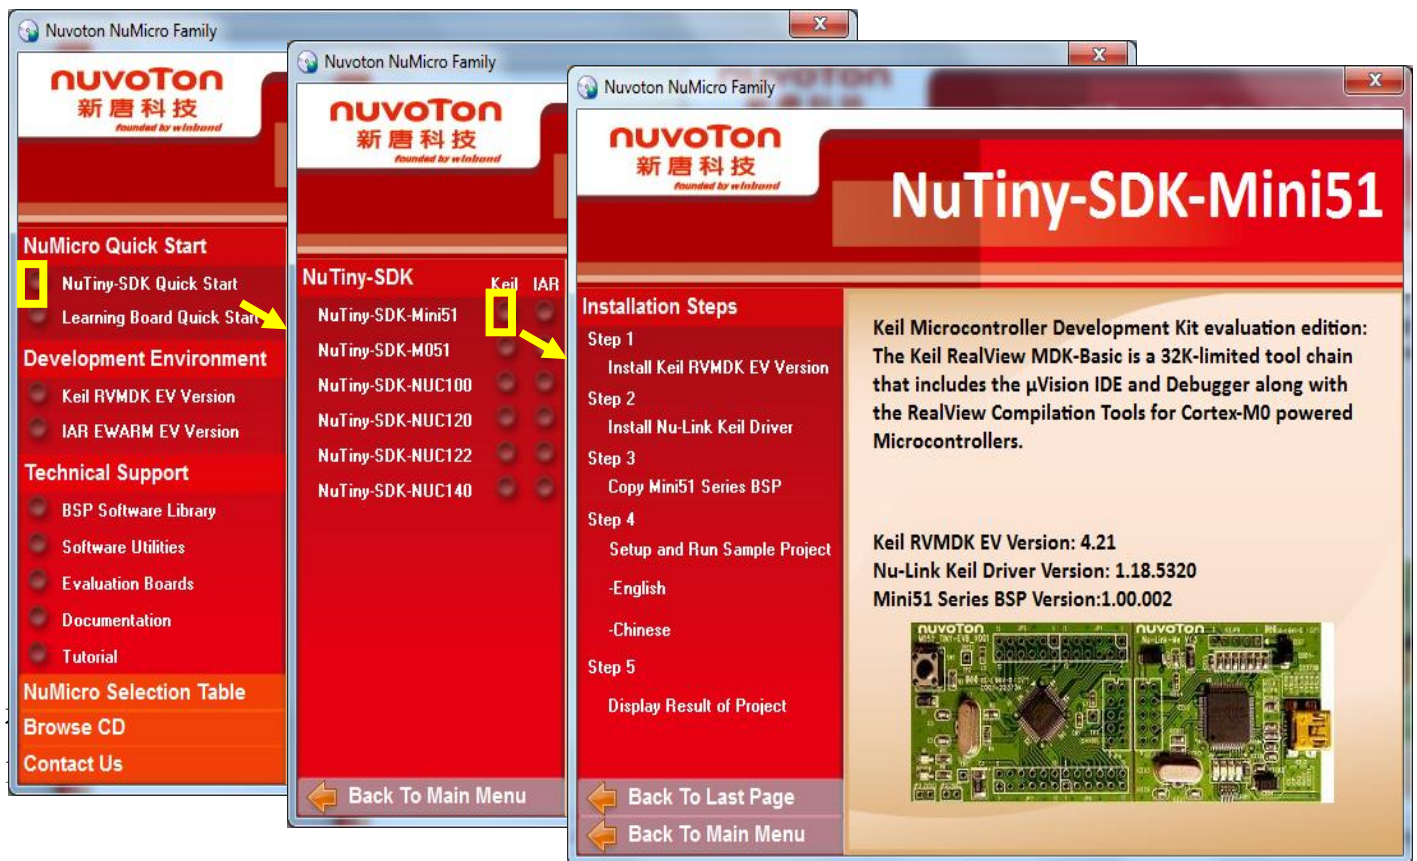 Nuvoton NuMicro Family
nuvoTon
新唐科技
founded by winbond
NuMicro Quick Start
NuTiny-SDK Quick Start
Learning Board Quick Start
Development Environment
Keil RVMDK EV Version
IAR EWARM EV Version
Technical Support
BSP Software Library
Software Utilities
Evaluation Boards
Documentation
Tutorial
NuMicro Selection Table
Browse CD
Contact Us
Nuvoton NuMicro Family
nuvoTon
新唐科技
founded by winbond
NuTiny-SDK Keil IAR
NuTiny-SDK-Mini51
NuTiny-SDK-M051
NuTiny-SDK-NUC100
NuTiny-SDK-NUC120
NuTiny-SDK-NUC122
NuTiny-SDK-NUC140
Back To Main Menu
Nuvoton NuMicro Family
nuvoTon
新唐科技
founded by winbond
NuTiny-SDK-Mini51
Installation Steps
Step 1
Install Keil RVMDK EV Version
Step 2
Install Nu-Link Keil Driver
Step 3
Copy Mini51 Series BSP
Step 4
Setup and Run Sample Project
-English
-Chinese
Step 5
Display Result of Project
Back To Last Page
Back To Main Menu
Keil Microcontroller Development Kit evaluation edition:
The Keil RealView MDK-Basic is a 32K-limited tool chain
that includes the µVision IDE and Debugger along with
the RealView Compilation Tools for Cortex-M0 powered
Microcontrollers.
Keil RVMDK EV Version: 4.21
Nu-Link Keil Driver Version: 1.18.5320
Mini51 Series BSP Version:1.00.002
nuvoTon
nuvoTon